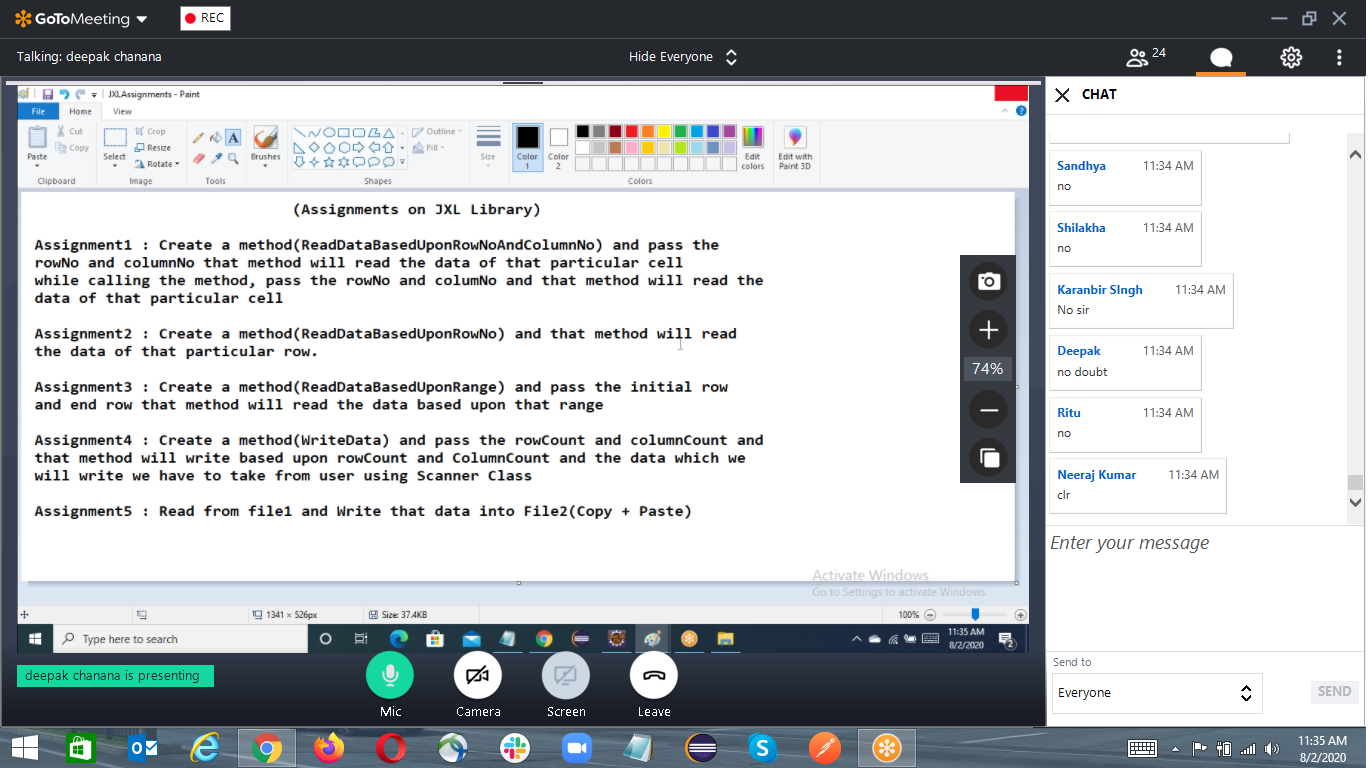 GoToMeeting
REC
Talking: deepak chanana
Hide Everyone
24
JXLAssignments - Paint
File
Home
View
Paste
Cut
Copy
Clipboard
Select
Crop
Resize
Rotate
Image
A
Tools
Brushes
Shapes
Outline
Fill
Size
Color 1
Color 2
Edit colors
Edit with Paint 3D
Colors
(Assignments on JXL Library)
Assignment1 : Create a method(ReadDataBasedUponRowNoAndColumnNo) and pass the
rowNo and columnNo that method will read the data of that particular cell
while calling the method, pass the rowNo and columNo and that method will read the
data of that particular cell
Assignment2 : Create a method(ReadDataBasedUponRowNo) and that method will read
the data of that particular row.
Assignment3 : Create a method(ReadDataBasedUponRange) and pass the initial row
and end row that method will read the data based upon that range
Assignment4 : Create a method(WriteData) and pass the rowCount and columnCount and
that method will write based upon rowCount and ColumnCount and the data which we
will write we have to take from user using Scanner Class
Assignment5 : Read from file1 and Write that data into File2(Copy + Paste)
74%
Activate Windows
Go to Settings to activate Windows.
1341 × 526px
Size: 37.4KB
100%
Type here to search
11:35 AM
8/2/2020
2
deepak chanana is presenting
Mic
Camera
Screen
Leave
CHAT
Sandhya 11:34 AM
no
Shilakha 11:34 AM
no
Karanbir SIngh 11:34 AM
No sir
Deepak 11:34 AM
no doubt
Ritu 11:34 AM
no
Neeraj Kumar 11:34 AM
clr
Enter your message
Send to
Everyone
SEND
11:35 AM
8/2/2020